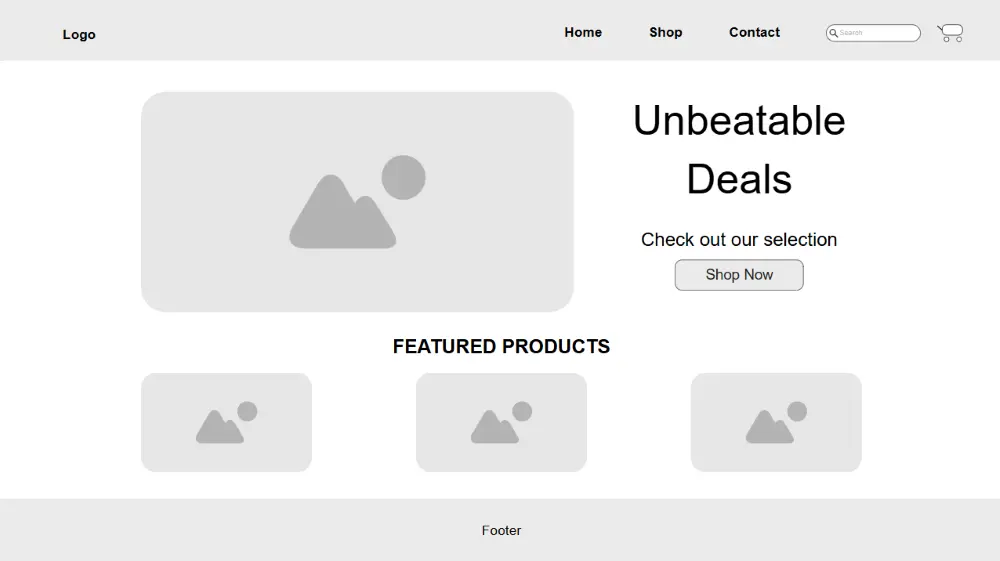 Logo
Home Shop Contact Search
Unbeatable
Deals
Check out our selection
Shop Now
FEATURED PRODUCTS
Footer